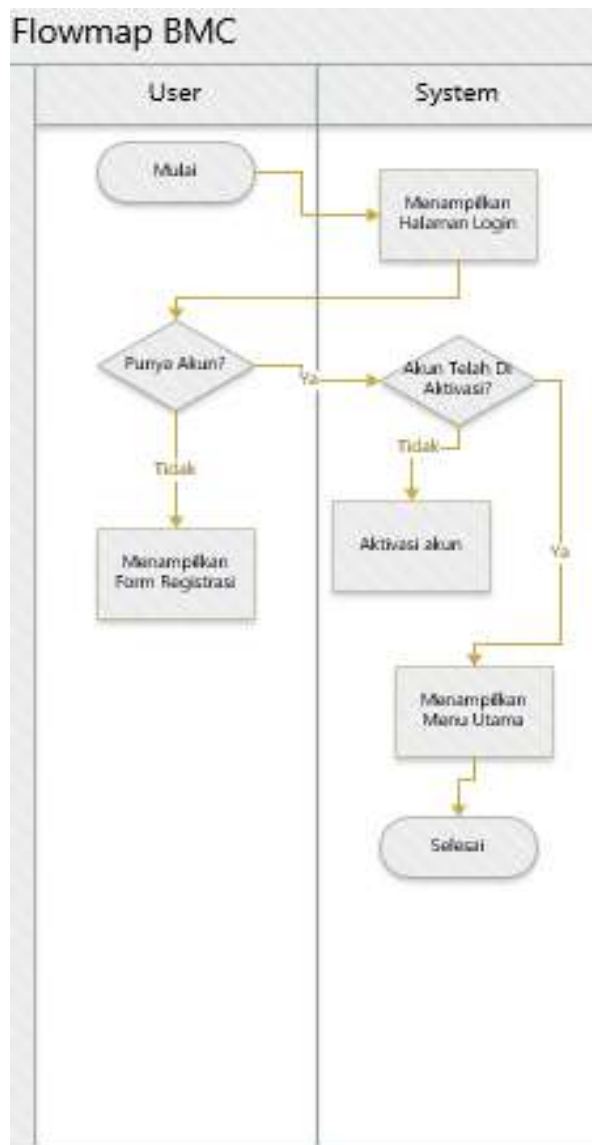 Flowmap BMC
User
System
Mulai
Menampilkan
Halaman Login
Punya Akun?
Ya
Akun Telah Di
Aktivasi?
Tidak
Tidak
Aktivasi akun
Ya
Menampilkan
Form Registrasi
Menampilkan
Menu Utama
Selesai